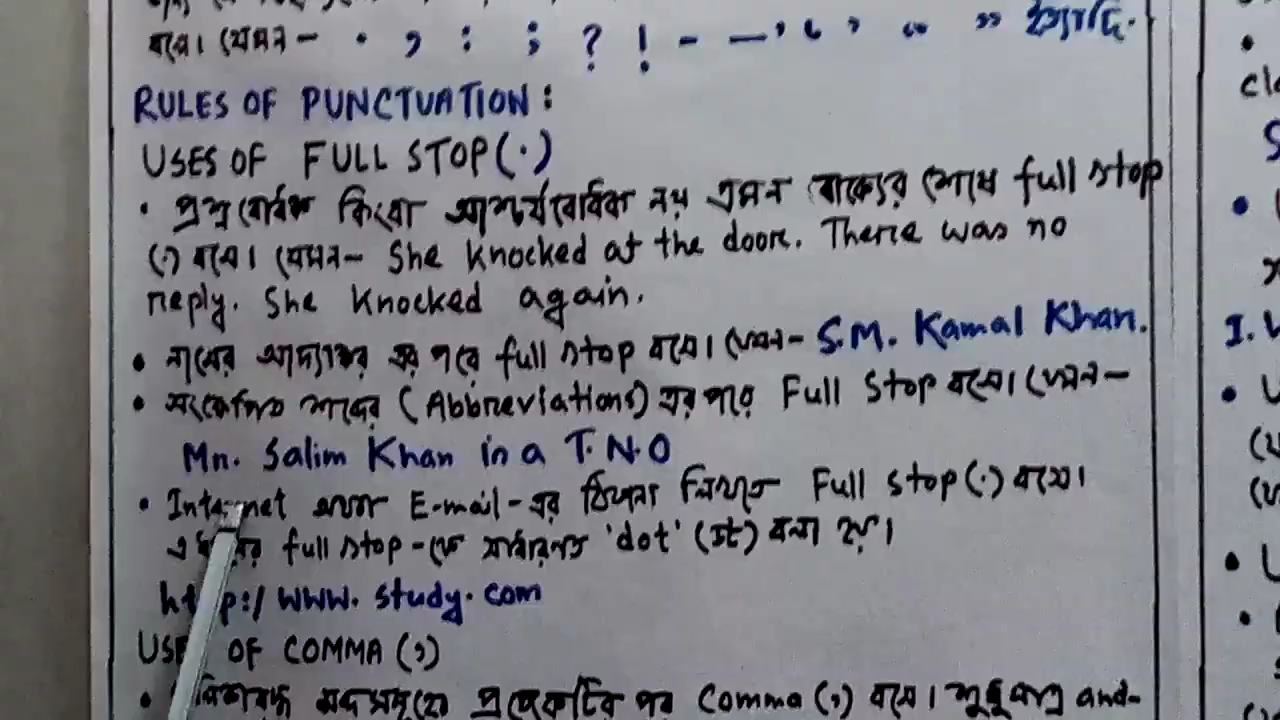 বসে। যেমন- . , : ; ? ! - — ’ ‘ ’ “ ” ইত্যাদি.
RULES OF PUNCTUATION :
USES OF FULL STOP (.)
• প্রশ্নবোধক কিংবা আশ্চর্যবোধক নয় এমন বাক্যের শেষে full stop
(.) বসে। যেমন- She knocked at the door. There was no
reply. She knocked again.
• নামের আদ্যাক্ষর এর পরে full stop বসে। যেমন- S.M. Kamal Khan.
• সংক্ষেপিত শব্দের (Abbreviations) এর পরে Full Stop বসে। যেমন-
Mr. Salim Khan in a T.N.O
• Internet অথবা E-mail-এর ঠিকানা লিখতে Full stop(.) বসে।
full stop-কে সাধারণত 'dot' (ডট) বলা হয়।
www.study.com
USES OF COMMA (,)
প্রত্যেকটির পর Comma (,) বসে। শুধুমাত্র and-
I.